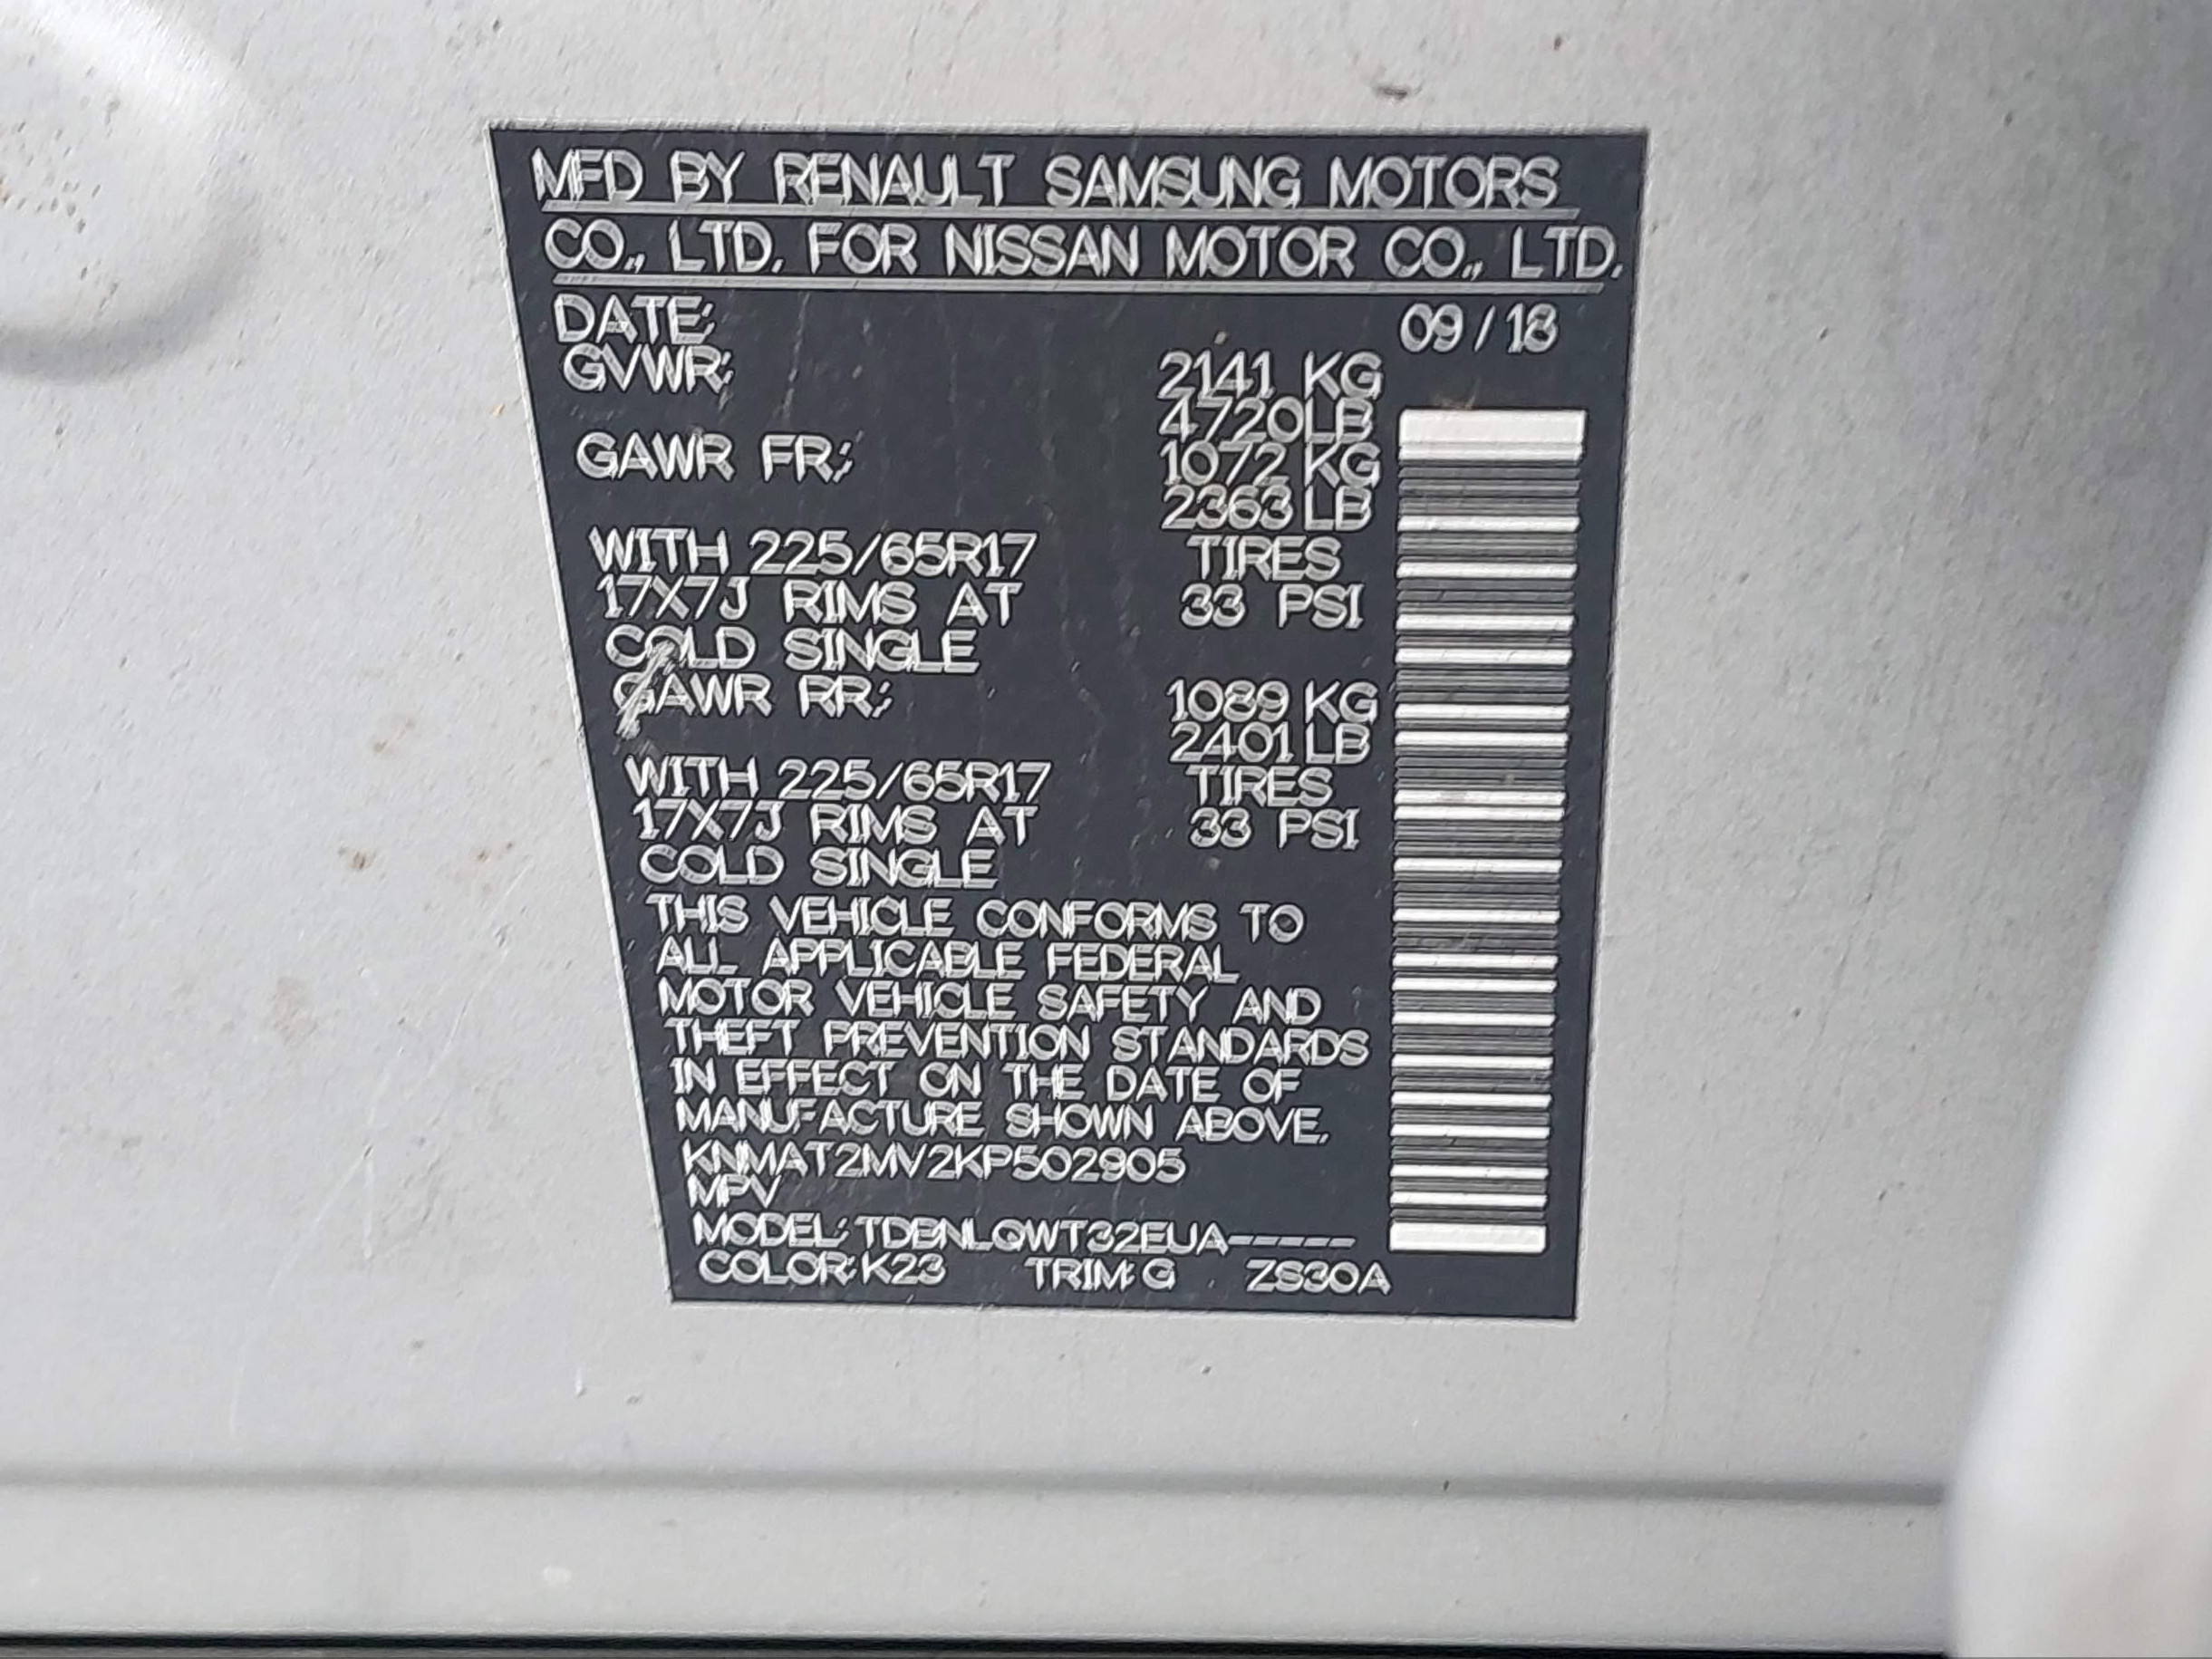 MFD BY RENAULT SAMSUNG MOTORS
CO., LTD. FOR NISSAN MOTOR CO., LTD.
DATE: 09 / 18
GVWR: 2141 KG
4720LB
GAWR FR: 1072 KG
2363 LB
WITH 225/65R17 TIRES
17X7J RIMS AT 33 PSI
COLD SINGLE
GAWR RR: 1089 KG
2401 LB
WITH 225/65R17 TIRES
17X7J RIMS AT 33 PSI
COLD SINGLE
THIS VEHICLE CONFORMS TO
ALL APPLICABLE FEDERAL
MOTOR VEHICLE SAFETY AND
THEFT PREVENTION STANDARDS
IN EFFECT ON THE DATE OF
MANUFACTURE SHOWN ABOVE.
KNMAT2MV2KP502905
MPV
MODEL: TDBNLQWT32EUA-----
COLOR: K23 TRIM: G ZS30A